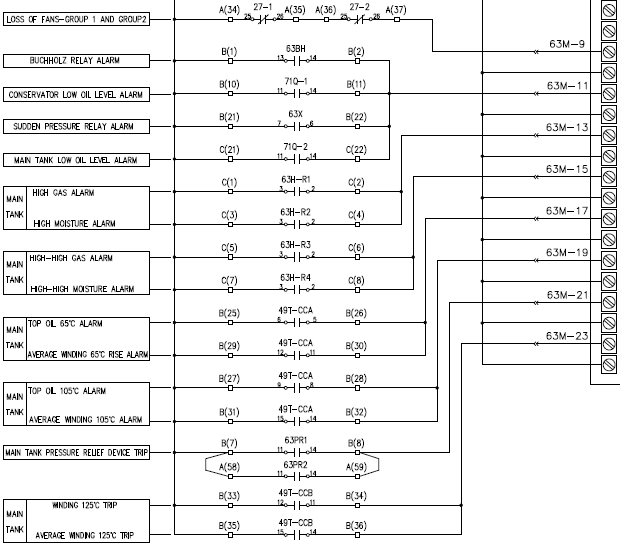 LOSS OF FANS-GROUP 1 AND GROUP2 A(34) 25 27-1 26 A(35) A(36) 25 27-2 26 A(37) 63M-9
BUCHHOLZ RELAY ALARM B(1) 13 63BH 14 B(2)
CONSERVATOR LOW OIL LEVEL ALARM B(10) 11 71Q-1 14 B(11) 63M-11
SUDDEN PRESSURE RELAY ALARM B(21) 7 63X 6 B(22) 63M-13
MAIN TANK LOW OIL LEVEL ALARM C(21) 11 71Q-2 14 C(22) 63M-15
MAIN TANK
HIGH GAS ALARM C(1) 3 63H-R1 2 C(2)
HIGH MOISTURE ALARM C(3) 3 63H-R2 2 C(4) 63M-17
MAIN TANK
HIGH-HIGH GAS ALARM C(5) 3 63H-R3 2 C(6) 63M-19
HIGH-HIGH MOISTURE ALARM C(7) 3 63H-R4 2 C(8) 63M-21
MAIN TANK
TOP OIL 65°C ALARM B(25) 6 49T-CCA 5 B(26) 63M-23
AVERAGE WINDING 65°C RISE ALARM B(29) 12 49T-CCA 11 B(30)
MAIN TANK
TOP OIL 105°C ALARM B(27) 9 49T-CCA 8 B(28)
AVERAGE WINDING 105°C ALARM B(31) 15 49T-CCA 14 B(32)
MAIN TANK PRESSURE RELIEF DEVICE TRIP B(7) 11 63PR1 14 B(8)
A(58) 11 63PR2 14 A(59)
MAIN TANK
WINDING 125°C TRIP B(33) 12 49T-CCB 11 B(34)
AVERAGE WINDING 125°C TRIP B(35) 15 49T-CCB 14 B(36)